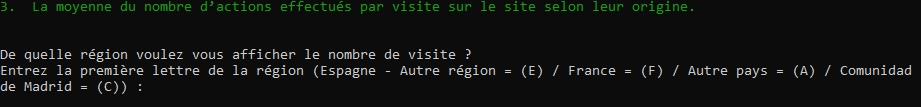 3.  La moyenne du nombre d'actions effectués par visite sur le site selon leur origine.
De quelle région voulez vous afficher le nombre de visite ?
Entrez la première lettre de la région (Espagne - Autre région = (E) / France = (F) / Autre pays = (A) / Comunidad
de Madrid = (C)) :